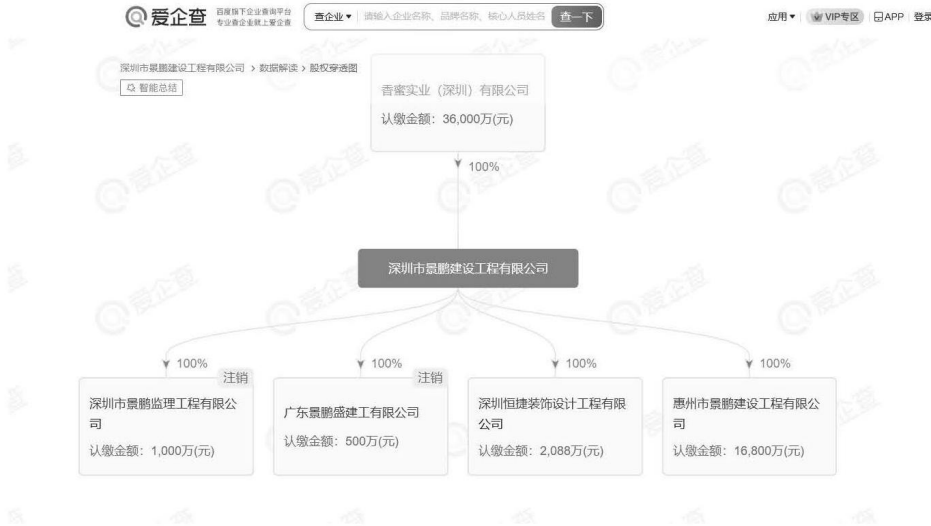 爱企查 百度旗下企业查询平台 专业查企业就上爱企查 查企业 请输入企业名称、品牌名称、核心人员姓名 查一下 应用 VIP专区 APP 登录
深圳市景鹏建设工程有限公司 > 数据解读 > 股权穿透图
智能总结
香蜜实业（深圳）有限公司
认缴金额：36,000万(元)
100%
深圳市景鹏建设工程有限公司
100%
注销
深圳市景鹏监理工程有限公
司
认缴金额：1,000万(元)
100%
注销
广东景鹏盛建工有限公司
认缴金额：500万(元)
100%
深圳恒捷装饰设计工程有限
公司
认缴金额：2,088万(元)
100%
惠州市景鹏建设工程有限公
司
认缴金额：16,800万(元)
爱企查